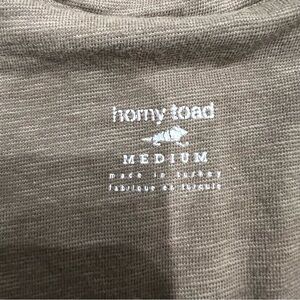 horny toad
MEDIUM
made in turkey
fabriqué en turquie